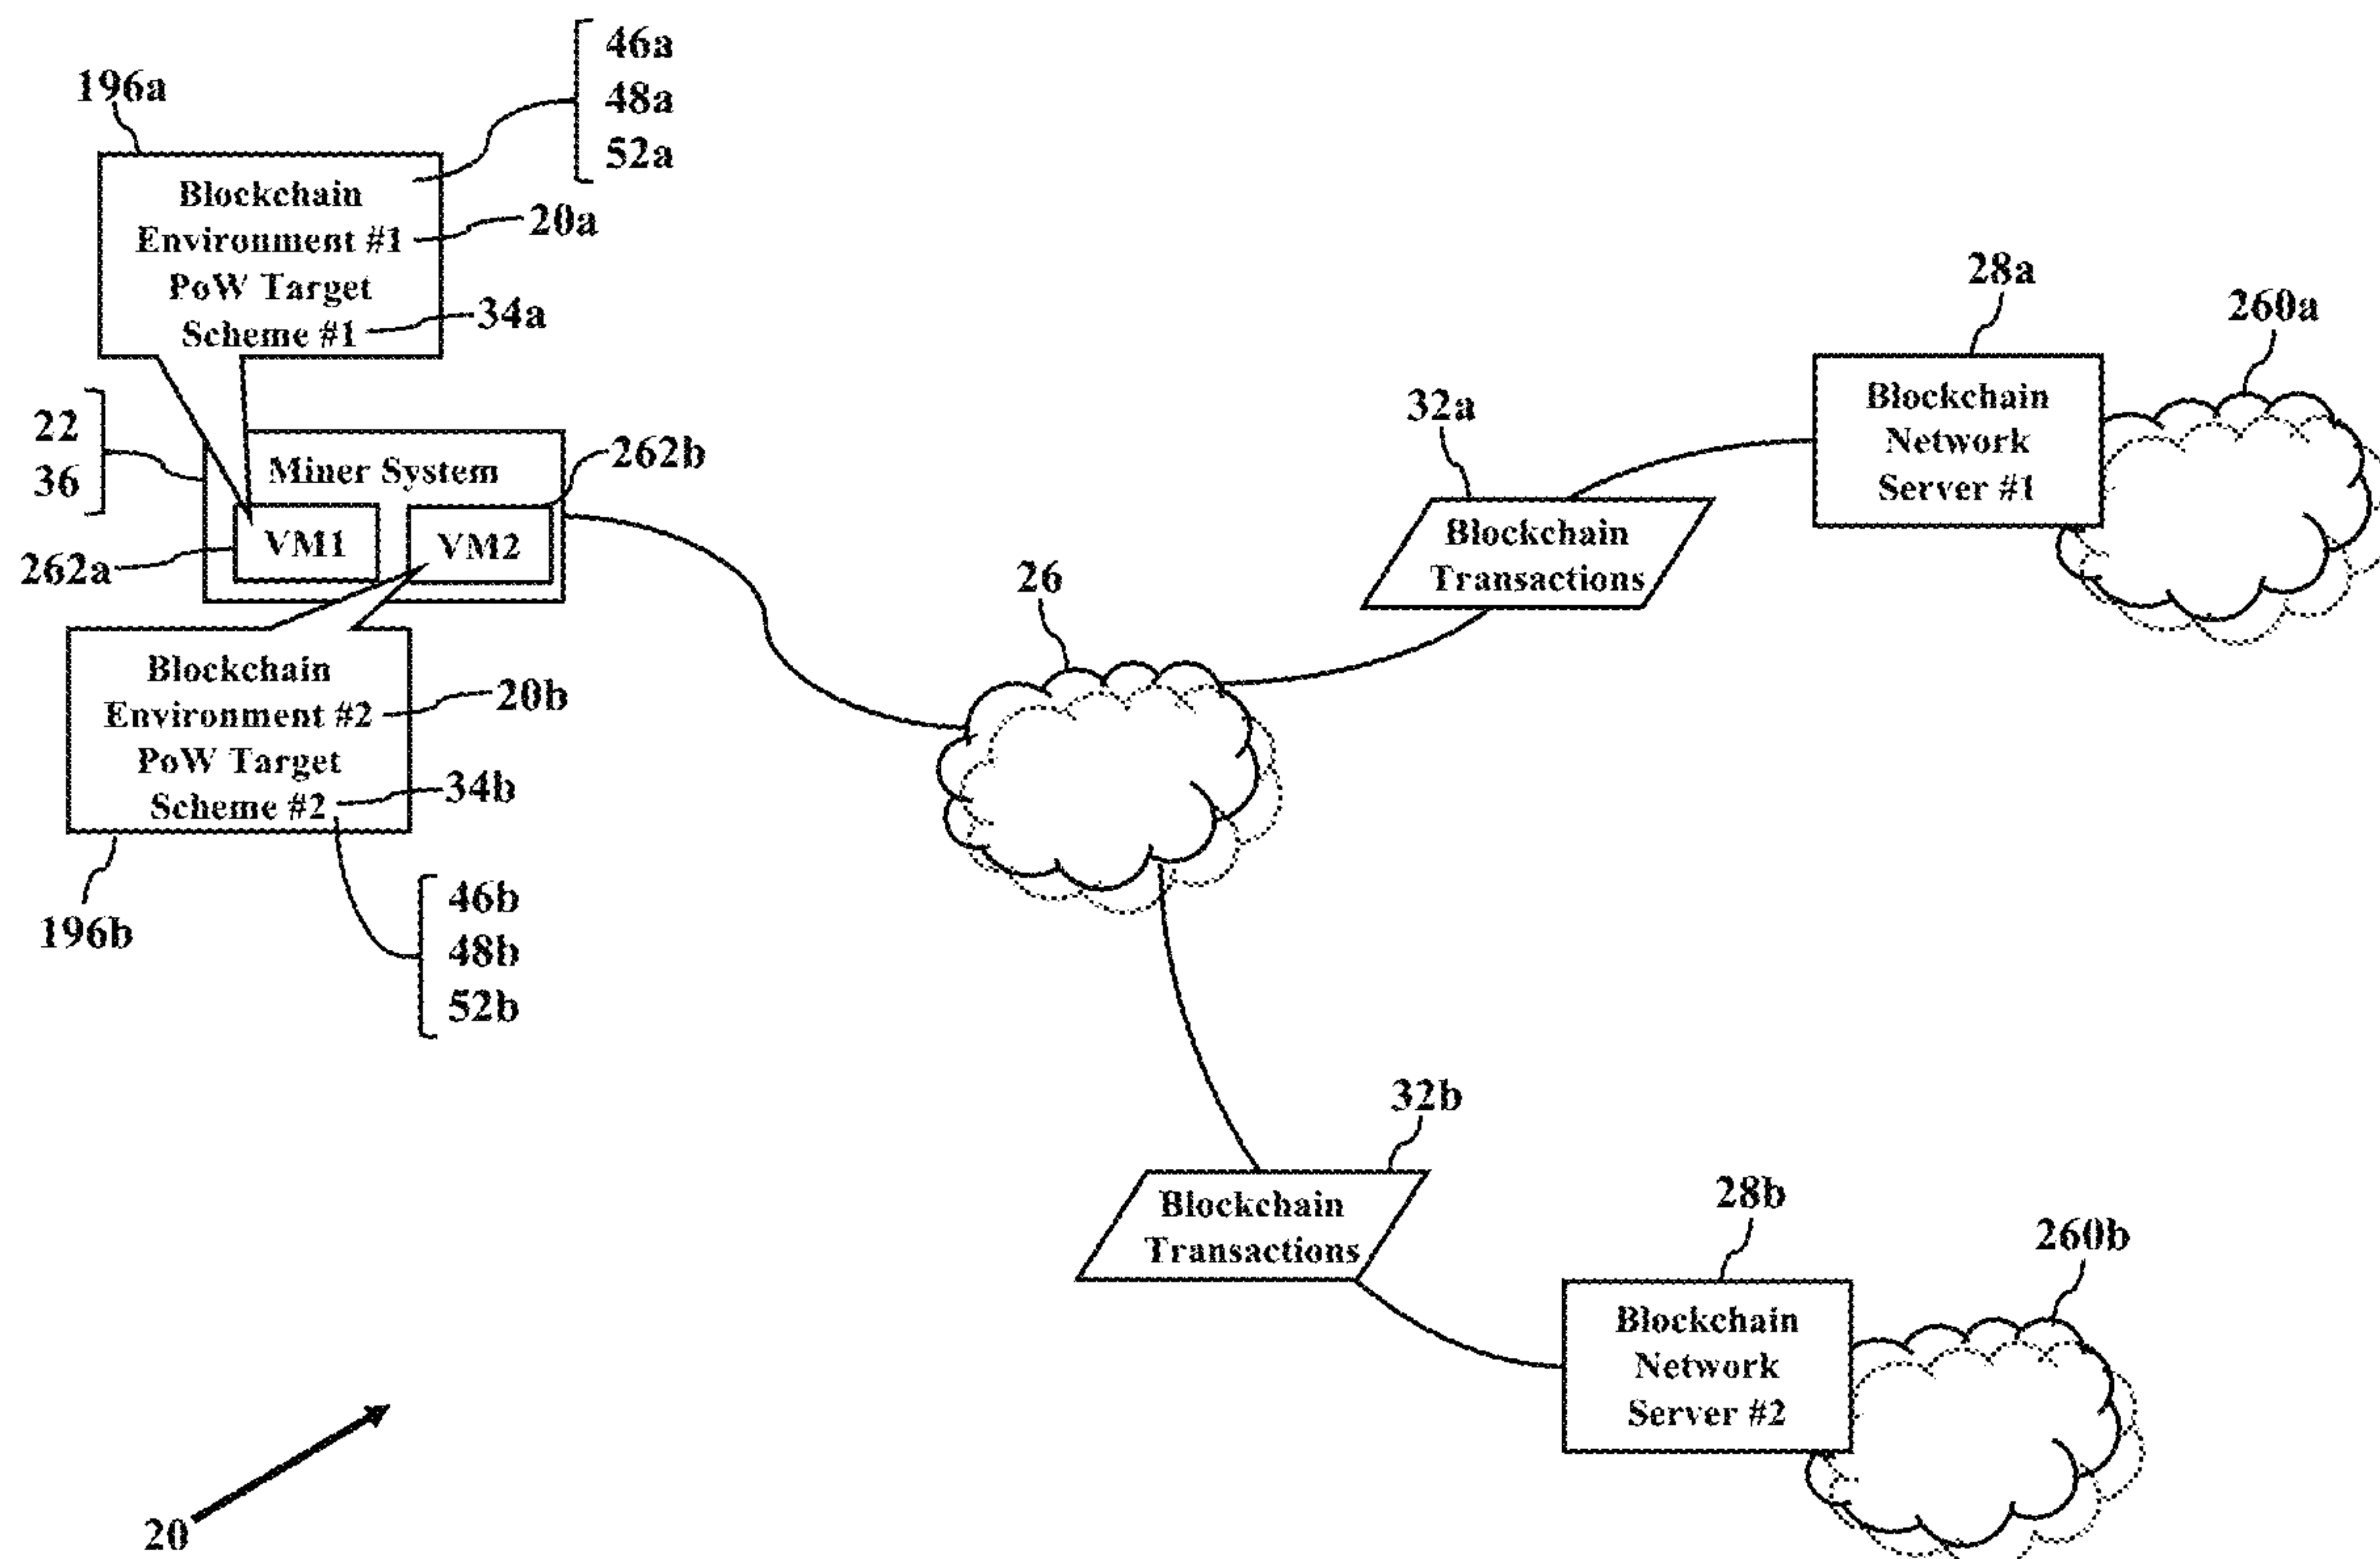 46a
48a
52a
196a
Blockchain
Environment #1
PoW Target
Scheme #1
20a
34a
22
36
Miner System
VM1
VM2
262b
262a
Blockchain
Environment #2
PoW Target
Scheme #2
20b
34b
196b
46b
48b
52b
26
32a
Blockchain
Transactions
28a
Blockchain
Network
Server #1
260a
32b
Blockchain
Transactions
28b
Blockchain
Network
Server #2
260b
20